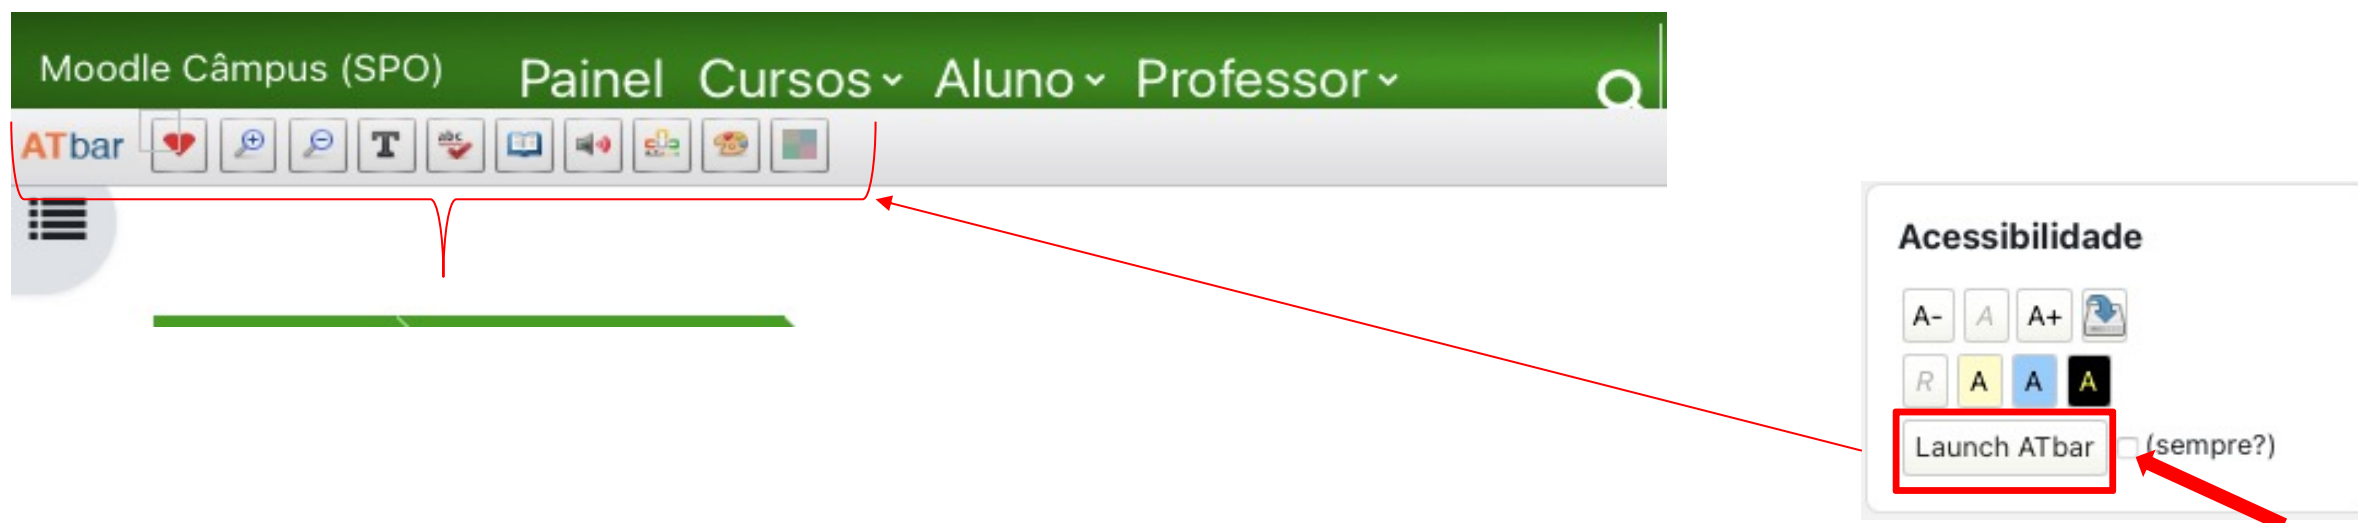 Moodle Câmpus (SPO) Painel Cursos Aluno Professor
ATbar T abc
Acessibilidade
A- A A+
R A A A
Launch ATbar (sempre?)